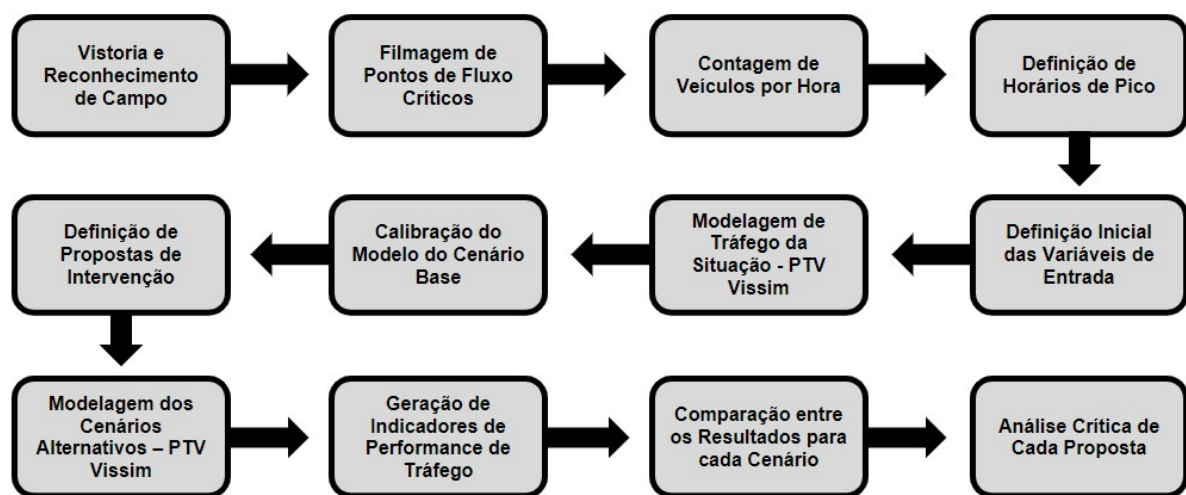 Vistoria e
Reconhecimento
de Campo
Filmagem de
Pontos de Fluxo
Críticos
Contagem de
Veículos por Hora
Definição de
Horários de Pico
Definição Inicial
das Variáveis de
Entrada
Modelagem de
Tráfego da
Situação - PTV
Vissim
Calibração do
Modelo do Cenário
Base
Definição de
Propostas de
Intervenção
Modelagem dos
Cenários
Alternativos – PTV
Vissim
Geração de
Indicadores de
Performance de
Tráfego
Comparação entre
os Resultados para
cada Cenário
Análise Crítica de
Cada Proposta